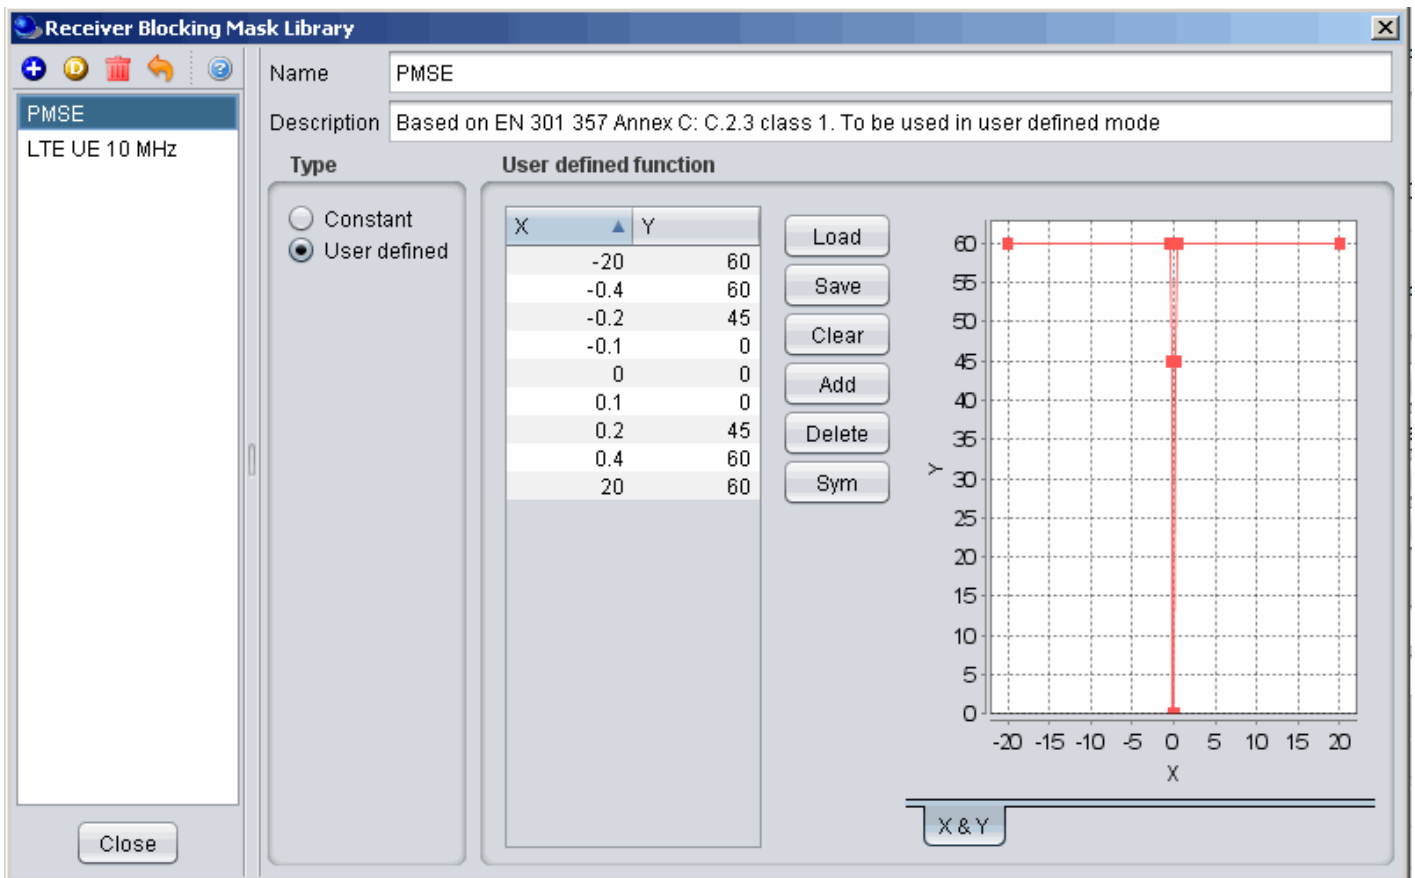 Receiver Blocking Mask Library
PMSE
LTE UE 10 MHz
Close
Name PMSE
Description Based on EN 301 357 Annex C: C.2.3 class 1. To be used in user defined mode
Type
Constant
User defined
User defined function
X Y
-20 60
-0.4 60
-0.2 45
-0.1 0
0 0
0.1 0
0.2 45
0.4 60
20 60
Load
Save
Clear
Add
Delete
Sym
60
55
50
45
40
35
30
25
20
15
10
5
0
Y
-20 -15 -10 -5 0 5 10 15 20
X
X & Y